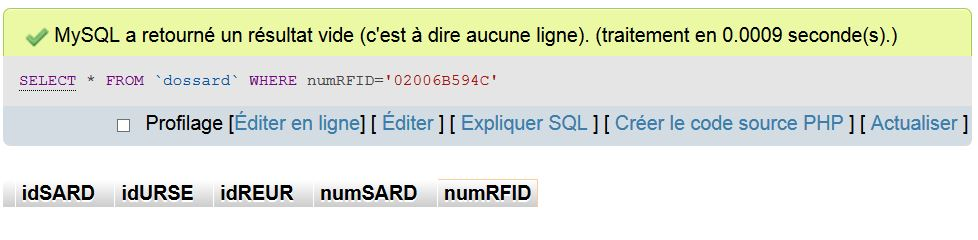 MySQL a retourné un résultat vide (c'est à dire aucune ligne). (traitement en 0.0009 seconde(s).)
SELECT * FROM `dossard` WHERE numRFID='02006B594C'
Profilage [Éditer en ligne] [ Éditer ] [ Expliquer SQL ] [ Créer le code source PHP ] [ Actualiser ]
idSARD idURSE idREUR numSARD numRFID